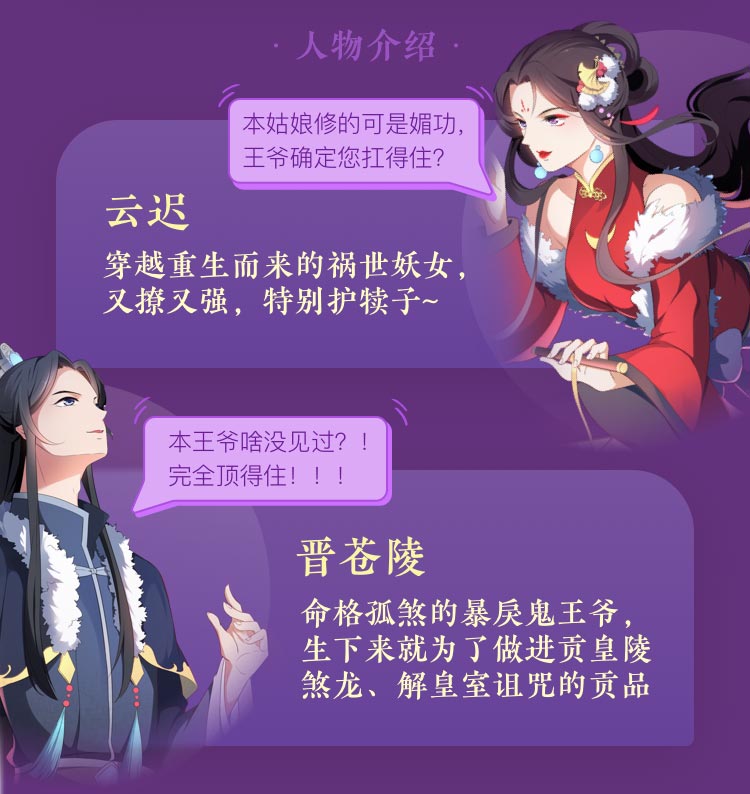 · 人物介绍 ·
本姑娘修的可是媚功,
王爷确定您扛得住?
云迟
穿越重生而来的祸世妖女，
又撩又强，特别护犊子~
本王爷啥没见过？！
完全顶得住！！！
晋苍陵
命格孤煞的暴戾鬼王爷，
生下来就为了做进贡皇陵
煞龙、解皇室诅咒的贡品